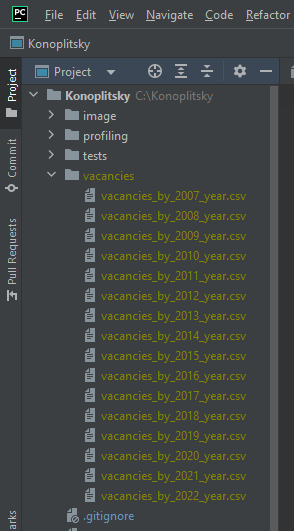 PC File Edit View Navigate Code Refactor
Konoplitsky
Project
Project
Konoplitsky C:\Konoplitsky
image
profiling
tests
vacancies
vacancies_by_2007_year.csv
vacancies_by_2008_year.csv
vacancies_by_2009_year.csv
vacancies_by_2010_year.csv
vacancies_by_2011_year.csv
vacancies_by_2012_year.csv
vacancies_by_2013_year.csv
vacancies_by_2014_year.csv
vacancies_by_2015_year.csv
vacancies_by_2016_year.csv
vacancies_by_2017_year.csv
vacancies_by_2018_year.csv
vacancies_by_2019_year.csv
vacancies_by_2020_year.csv
vacancies_by_2021_year.csv
vacancies_by_2022_year.csv
.gitignore
Commit
Pull Requests